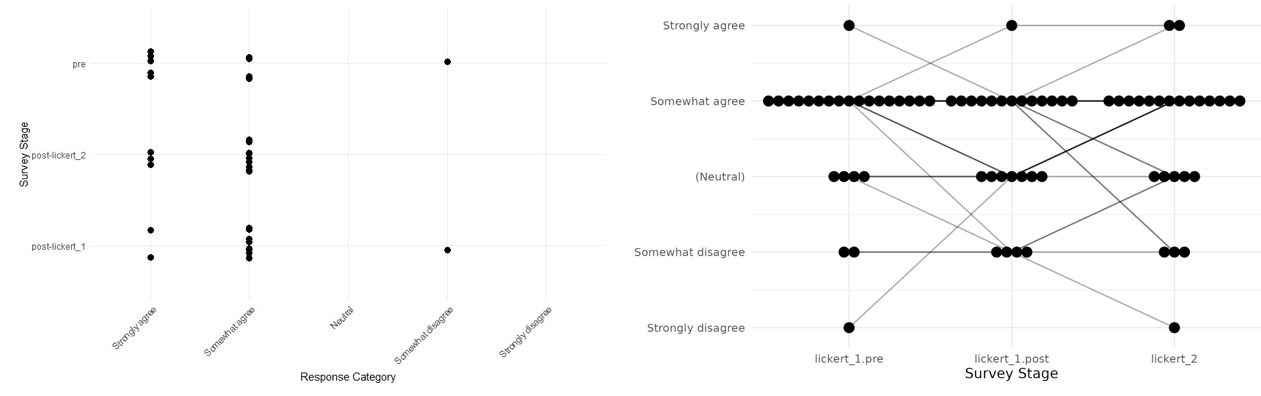 pre
post-lickert_2
post-lickert_1
Survey Stage
Strongly agree
Somewhat agree
Neutral
Somewhat disagree
Strongly disagree
Response Category
Strongly agree
Somewhat agree
(Neutral)
Somewhat disagree
Strongly disagree
lickert_1.pre
lickert_1.post
lickert_2
Survey Stage